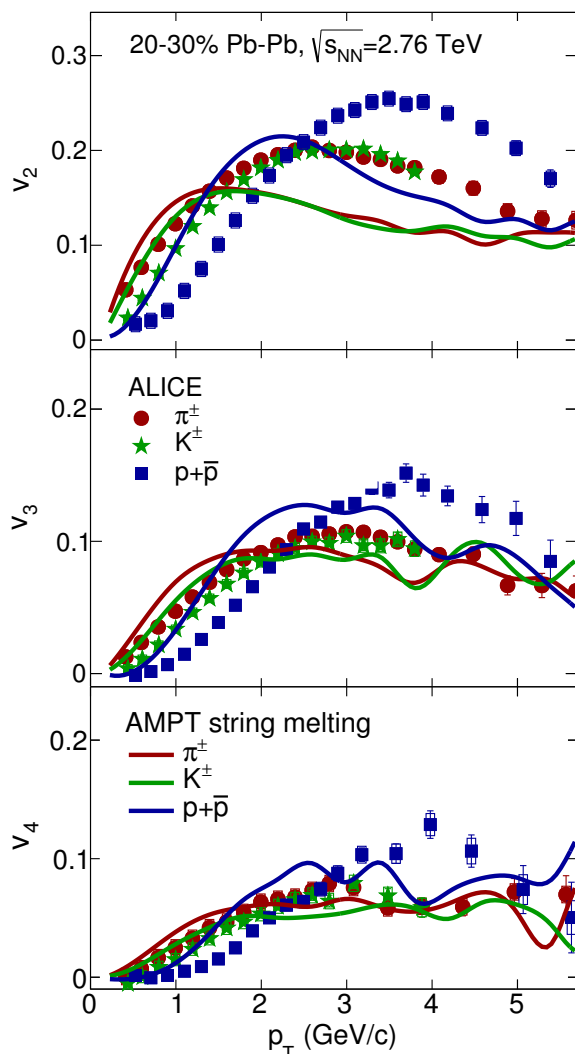 20-30% Pb-Pb, √s_NN=2.76 TeV
0.3
0.2
0.1
0
v₂
ALICE
π±
K±
p+p̅
0.2
0.1
0
v₃
AMPT string melting
π±
K±
p+p̅
0.2
0.1
0
v₄
0 1 2 3 4 5
p_T (GeV/c)